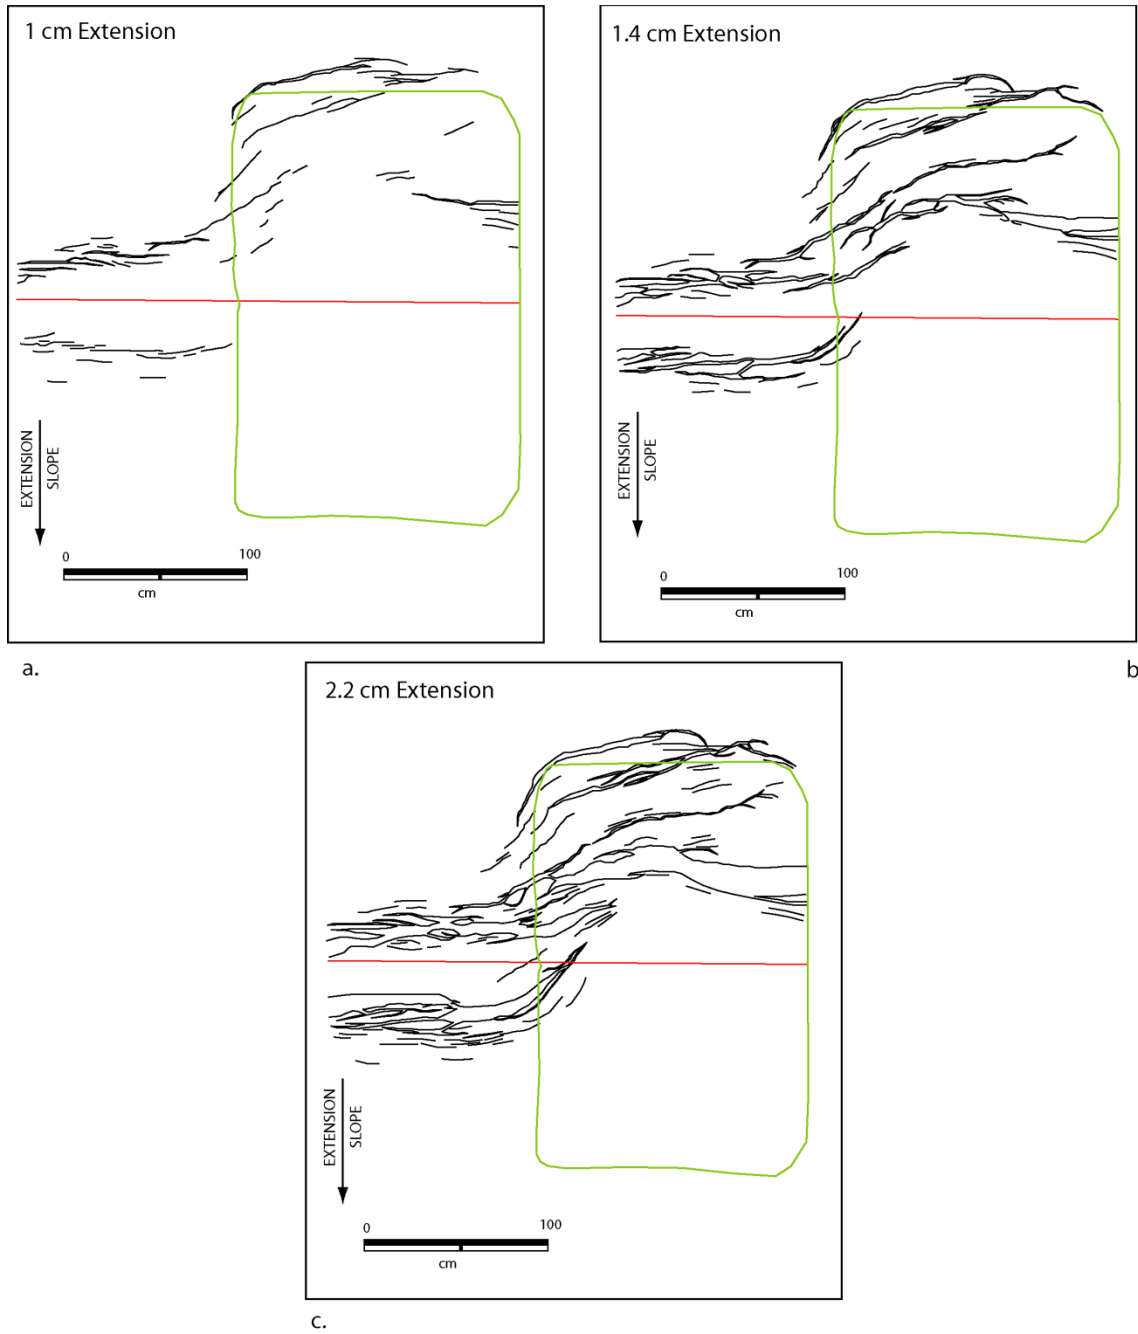 1 cm Extension
EXTENSION
SLOPE
0 100
cm
a.
1.4 cm Extension
EXTENSION
SLOPE
0 100
cm
b
2.2 cm Extension
EXTENSION
SLOPE
0 100
cm
c.